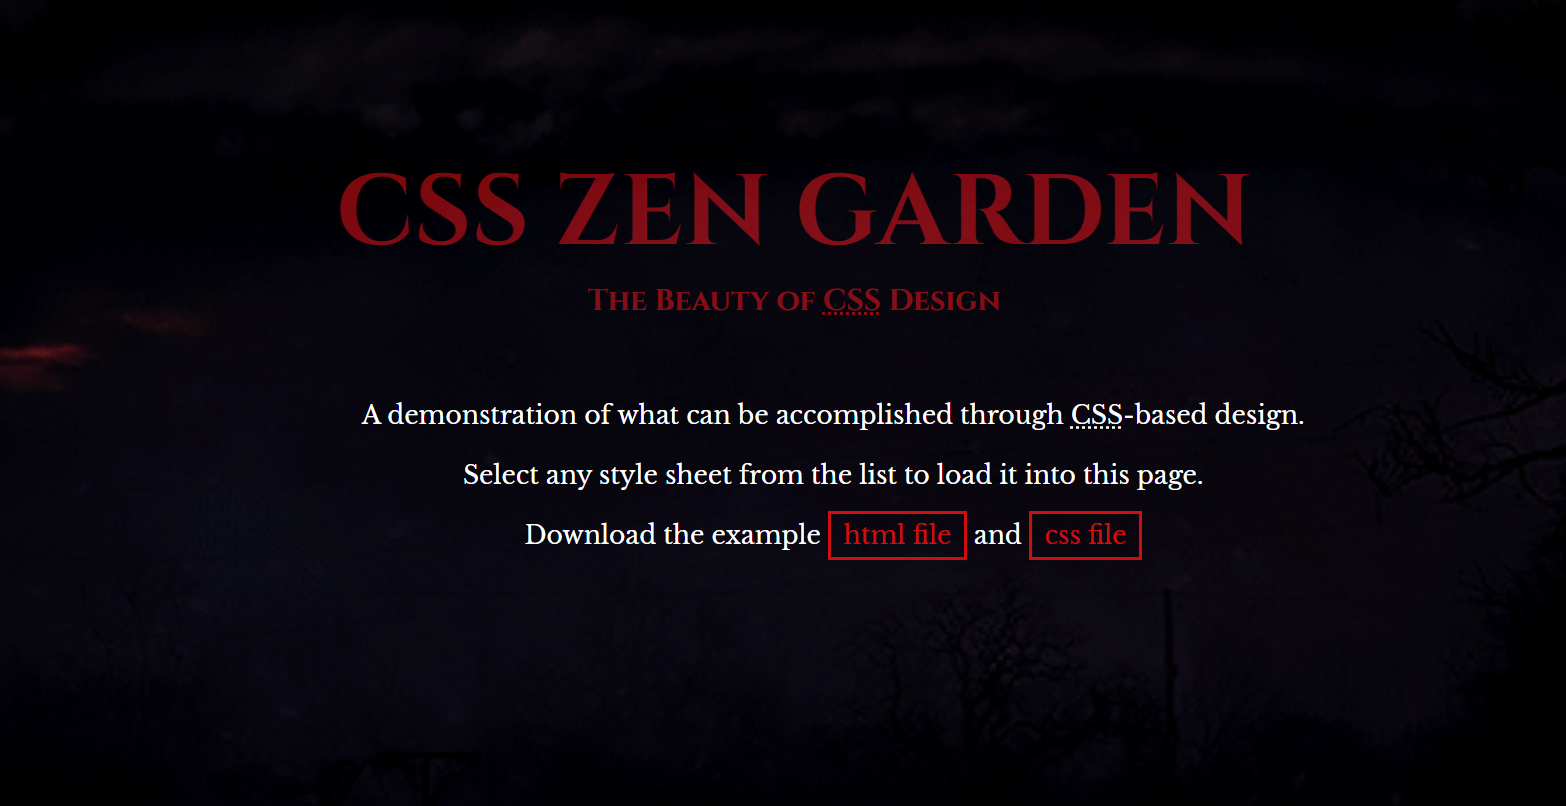 CSS ZEN GARDEN
The Beauty of CSS Design
A demonstration of what can be accomplished through CSS-based design.
Select any style sheet from the list to load it into this page.
Download the example html file and css file